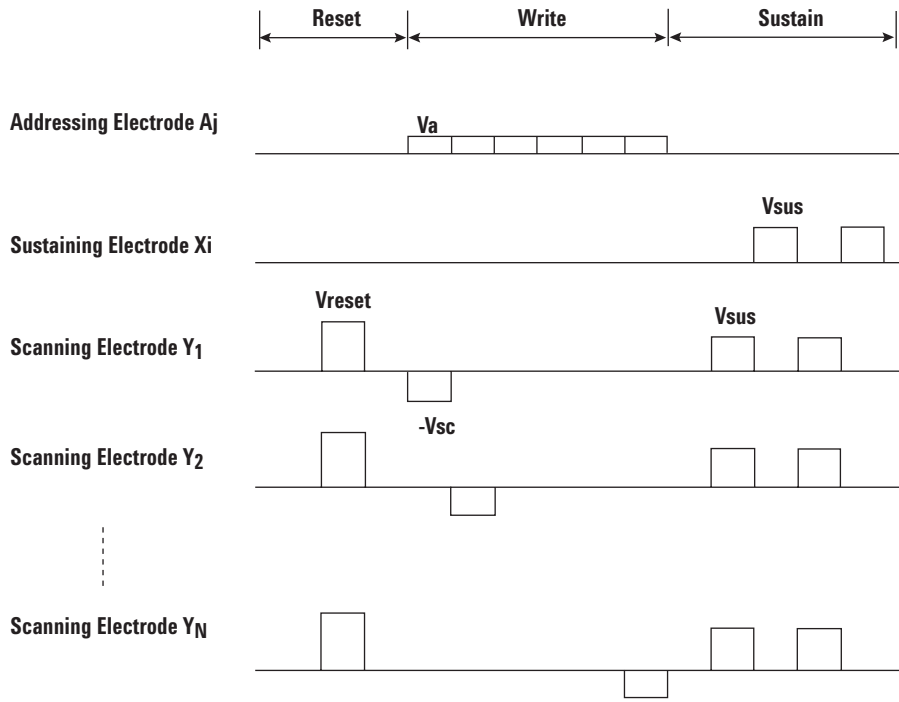 Reset Write Sustain
Addressing Electrode Aj
Va
Vsus
Sustaining Electrode Xi
Vreset
Vsus
Scanning Electrode Y1
-Vsc
Scanning Electrode Y2
Scanning Electrode YN